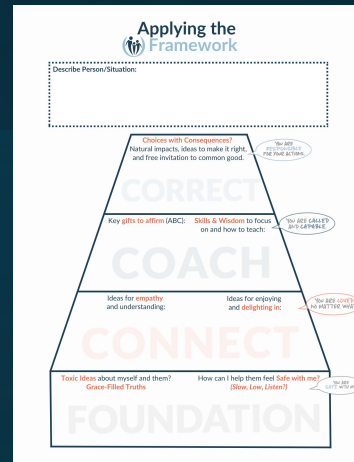 Applying the
Framework
Describe Person/Situation:
Choices with Consequences?
Natural impacts, ideas to make it right,
and free invitation to common good.
YOU ARE
RESPONSIBLE
FOR YOUR ACTIONS.
CORRECT
Key gifts to affirm (ABC):
Skills & Wisdom to focus
on and how to teach:
YOU ARE CALLED
AND CAPABLE.
COACH
Ideas for empathy
and understanding:
Ideas for enjoying
and delighting in:
YOU ARE LOVED
NO MATTER WHAT
CONNECT
Toxic Ideas about myself and them?
Grace-Filled Truths
How can I help them feel Safe with me?
(Slow, Low, Listen?)
YOU ARE
SAFE WITH
FOUNDATION